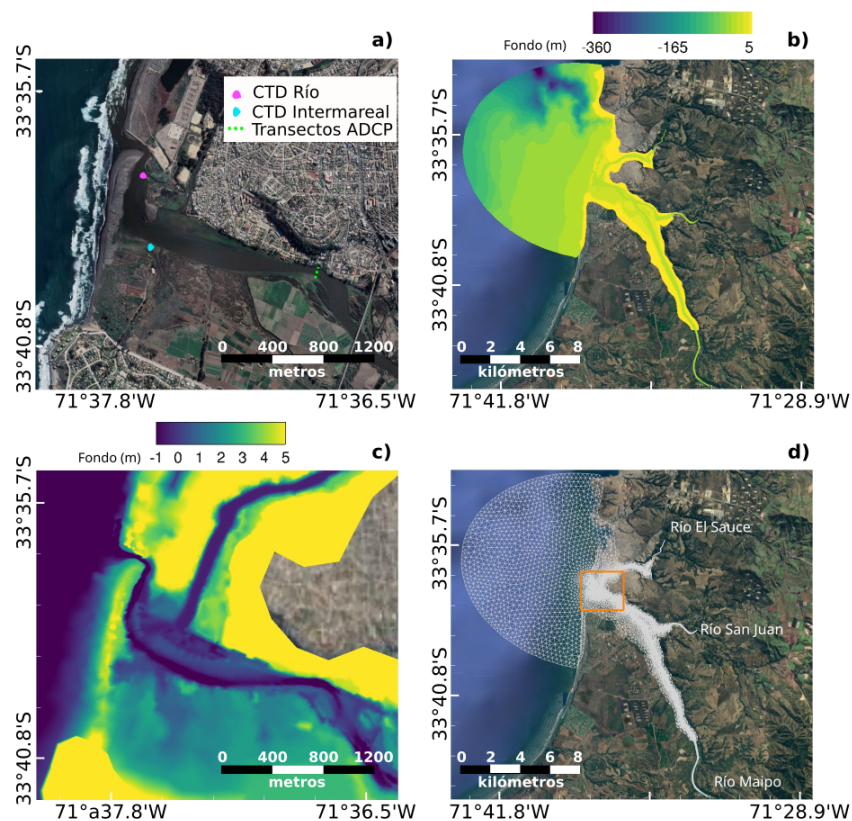 a)
CTD Río
CTD Intermareal
Transectos ADCP
33°35.7'S
33°40.8'S
0 400 800 1200
metros
71°37.8'W 71°36.5'W
Fondo (m) -360 -165 5
b)
33°35.7'S
33°40.8'S
0 2 4 6 8
kilómetros
71°41.8'W 71°28.9'W
Fondo (m) -1 0 1 2 3 4 5
c)
33°35.7'S
33°40.8'S
0 400 800 1200
metros
71°a37.8'W 71°36.5'W
d)
33°35.7'S
33°40.8'S
Río El Sauce
Río San Juan
Río Maipo
0 2 4 6 8
kilómetros
71°41.8'W 71°28.9'W